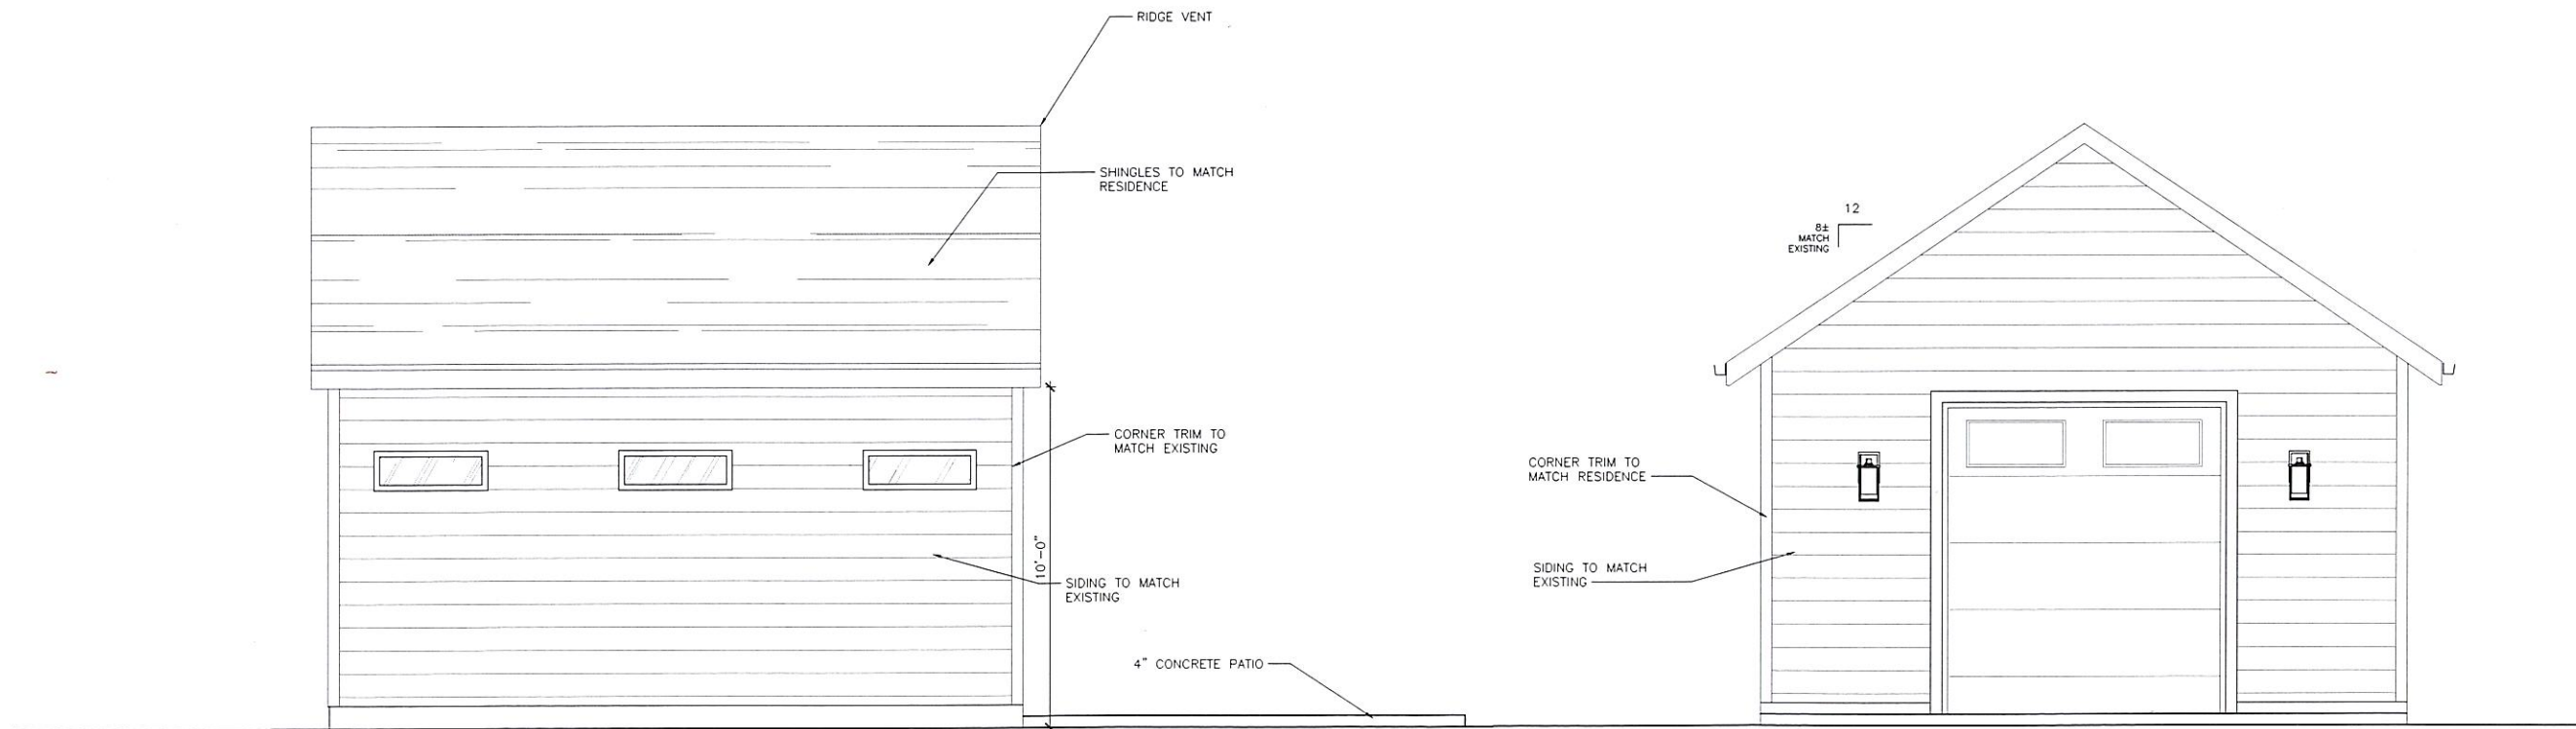 RIDGE VENT
SHINGLES TO MATCH
RESIDENCE
CORNER TRIM TO
MATCH EXISTING
10'-0"
SIDING TO MATCH
EXISTING
4" CONCRETE PATIO
12
8±
MATCH
EXISTING
CORNER TRIM TO
MATCH RESIDENCE
SIDING TO MATCH
EXISTING